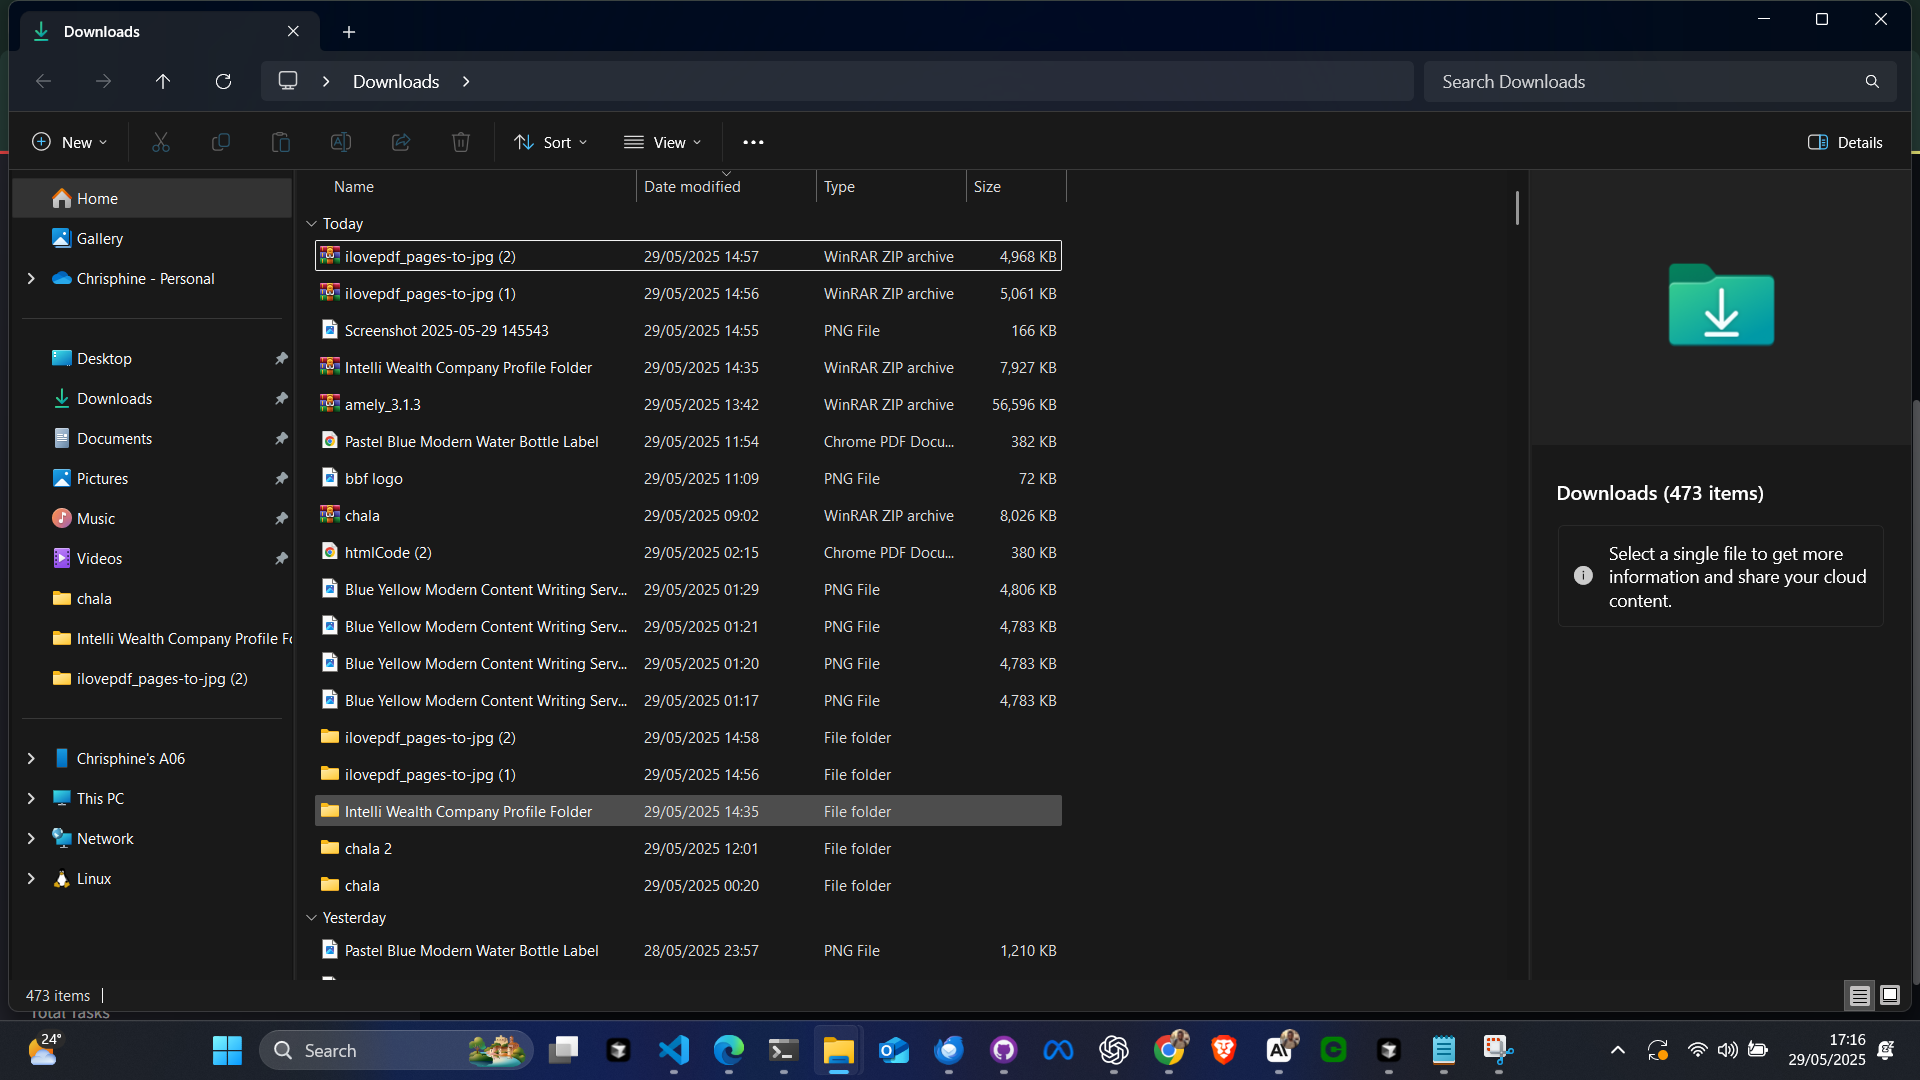 Downloads
Downloads
Search Downloads
New
Sort
View
Details
Home
Gallery
Chrisphine - Personal
Desktop
Downloads
Documents
Pictures
Music
Videos
chala
Intelli Wealth Company Profile Fo
ilovepdf_pages-to-jpg (2)
Chrisphine's A06
This PC
Network
Linux
Name Date modified Type Size
Today
ilovepdf_pages-to-jpg (2) 29/05/2025 14:57 WinRAR ZIP archive 4,968 KB
ilovepdf_pages-to-jpg (1) 29/05/2025 14:56 WinRAR ZIP archive 5,061 KB
Screenshot 2025-05-29 145543 29/05/2025 14:55 PNG File 166 KB
Intelli Wealth Company Profile Folder 29/05/2025 14:35 WinRAR ZIP archive 7,927 KB
amely_3.1.3 29/05/2025 13:42 WinRAR ZIP archive 56,596 KB
Pastel Blue Modern Water Bottle Label 29/05/2025 11:54 Chrome PDF Docu... 382 KB
bbf logo 29/05/2025 11:09 PNG File 72 KB
chala 29/05/2025 09:02 WinRAR ZIP archive 8,026 KB
htmlCode (2) 29/05/2025 02:15 Chrome PDF Docu... 380 KB
Blue Yellow Modern Content Writing Serv... 29/05/2025 01:29 PNG File 4,806 KB
Blue Yellow Modern Content Writing Serv... 29/05/2025 01:21 PNG File 4,783 KB
Blue Yellow Modern Content Writing Serv... 29/05/2025 01:20 PNG File 4,783 KB
Blue Yellow Modern Content Writing Serv... 29/05/2025 01:17 PNG File 4,783 KB
ilovepdf_pages-to-jpg (2) 29/05/2025 14:58 File folder
ilovepdf_pages-to-jpg (1) 29/05/2025 14:56 File folder
Intelli Wealth Company Profile Folder 29/05/2025 14:35 File folder
chala 2 29/05/2025 12:01 File folder
chala 29/05/2025 00:20 File folder
Yesterday
Pastel Blue Modern Water Bottle Label 28/05/2025 23:57 PNG File 1,210 KB
Downloads (473 items)
Select a single file to get more
information and share your cloud
content.
473 items
Total Tasks
24°
Search
17:16
29/05/2025